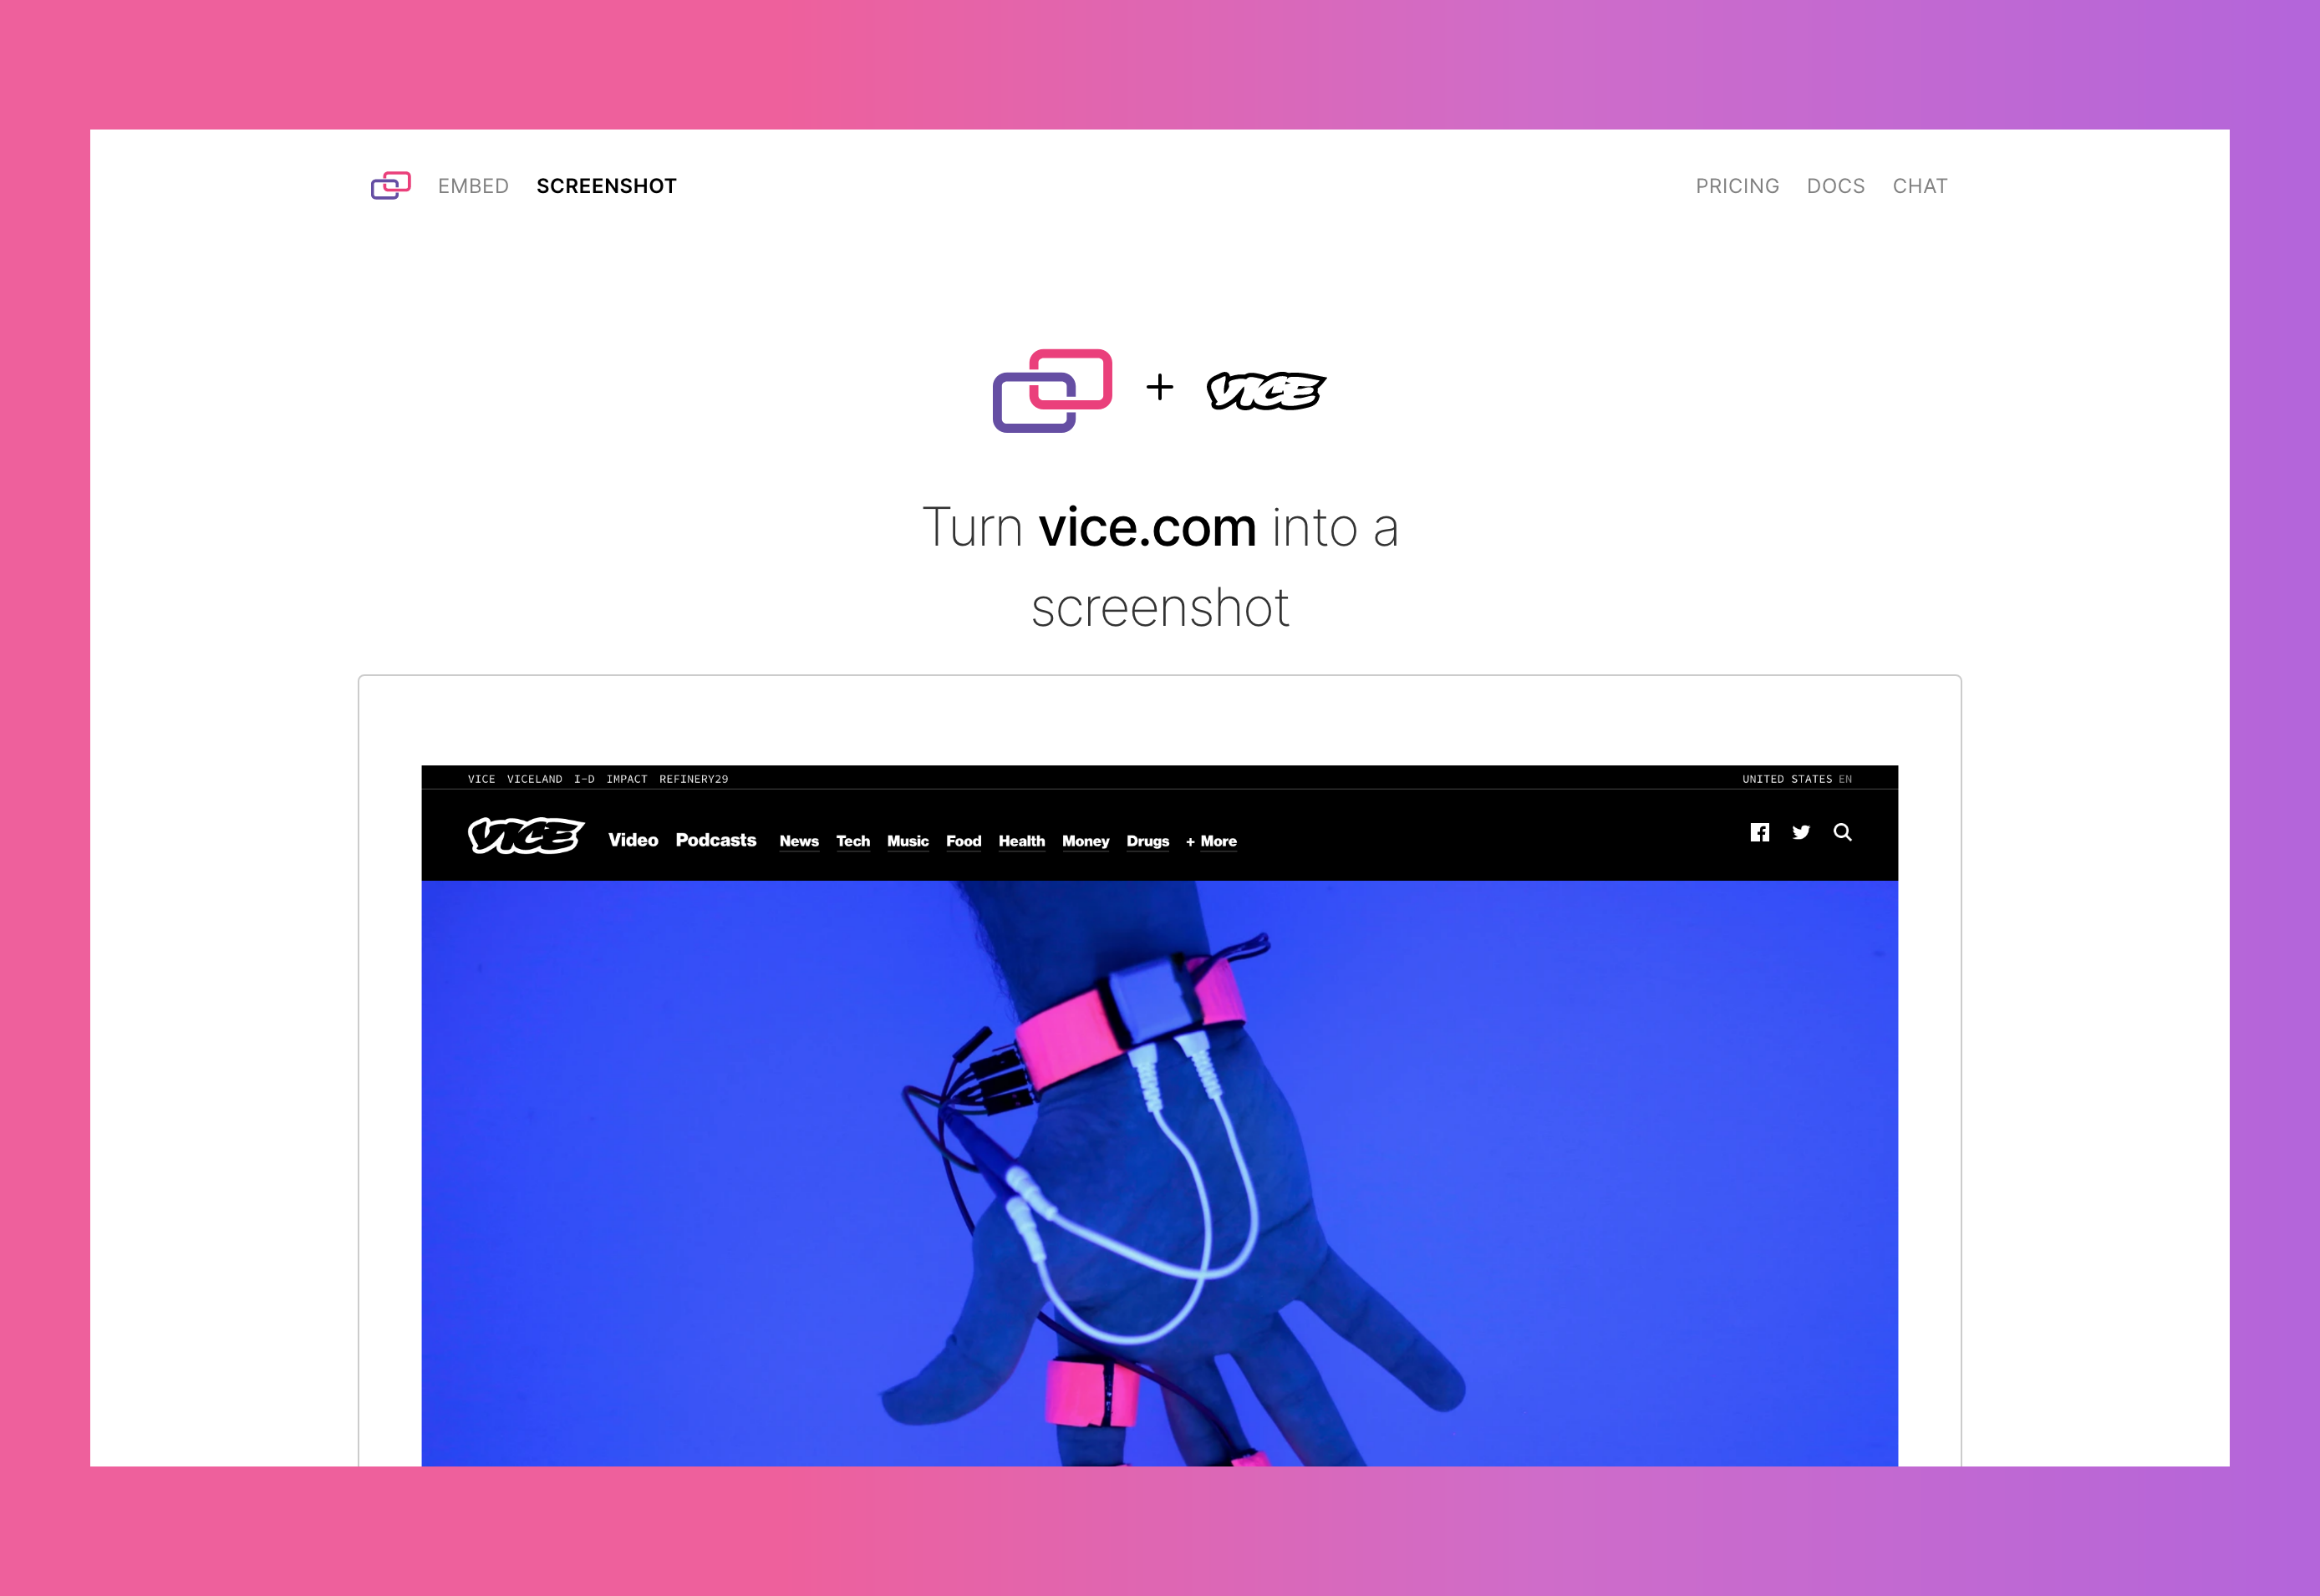 EMBED SCREENSHOT PRICING DOCS CHAT
+ VICE
Turn vice.com into a
screenshot
VICE VICELAND I-D IMPACT REFINERY29 UNITED STATES EN
VICE Video Podcasts News Tech Music Food Health Money Drugs + More